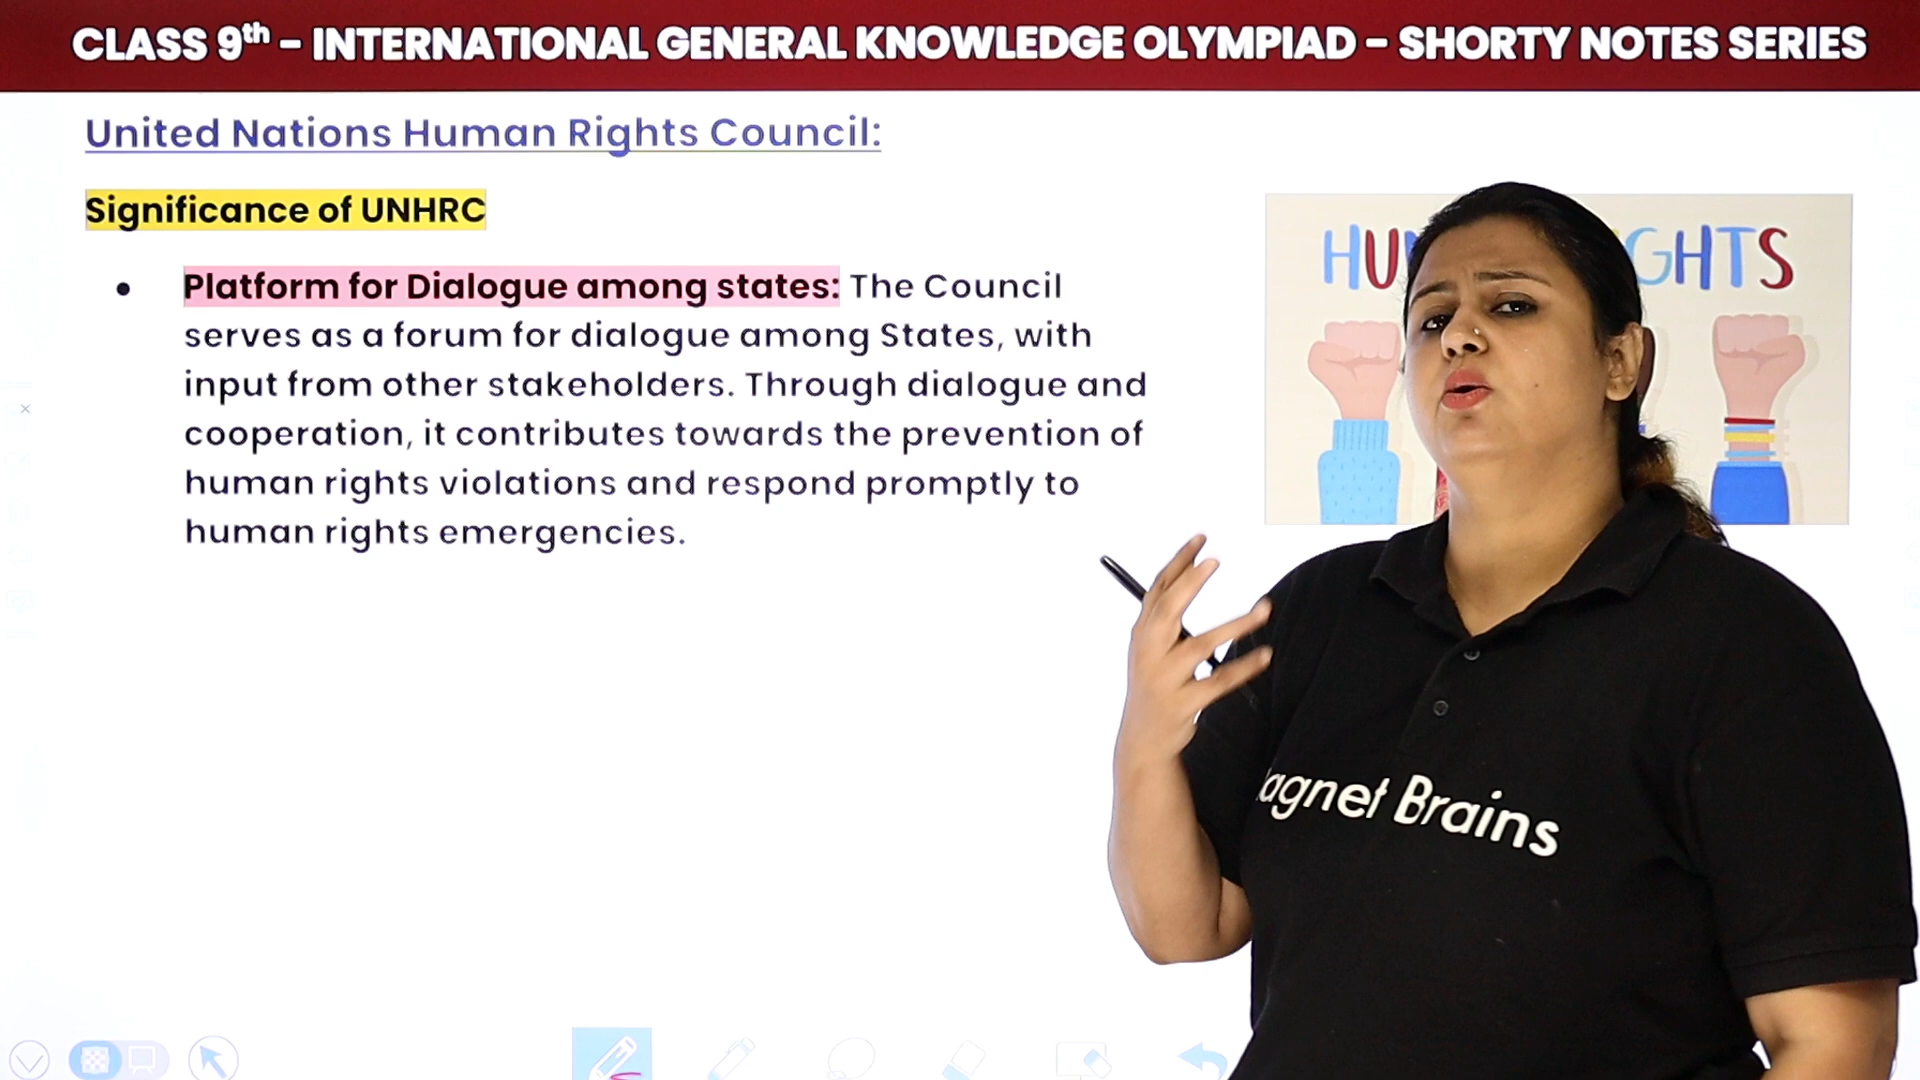 CLASS 9th - INTERNATIONAL GENERAL KNOWLEDGE OLYMPIAD - SHORTY NOTES SERIES
United Nations Human Rights Council:
Significance of UNHRC
• Platform for Dialogue among states: The Council
serves as a forum for dialogue among States, with
input from other stakeholders. Through dialogue and
cooperation, it contributes towards the prevention of
human rights violations and respond promptly to
human rights emergencies.
HU GHTS
agnet Brains